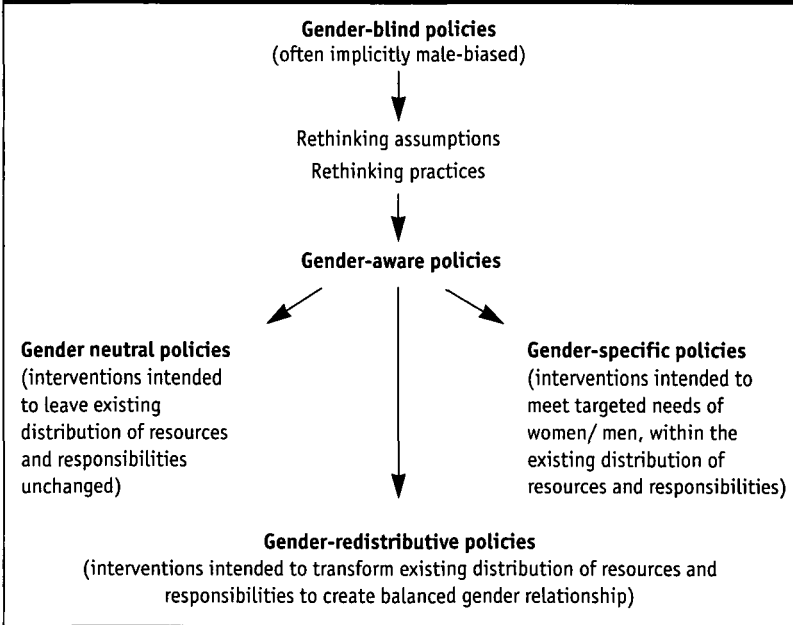 Gender-blind policies
(often implicitly male-biased)
Rethinking assumptions
Rethinking practices
Gender-aware policies
Gender neutral policies
(interventions intended
to leave existing
distribution of resources
and responsibilities
unchanged)
Gender-specific policies
(interventions intended to
meet targeted needs of
women/ men, within the
existing distribution of
resources and responsibilities)
Gender-redistributive policies
(interventions intended to transform existing distribution of resources and
responsibilities to create balanced gender relationship)